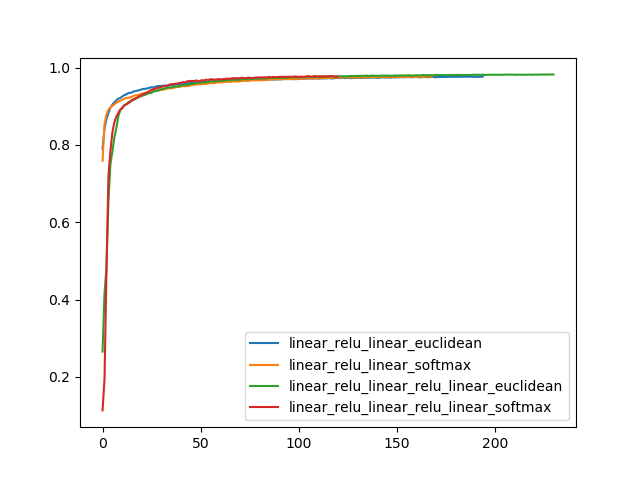 1.0
0.8
0.6
0.4
0.2
0
50
100
150
200
linear_relu_linear_euclidean
linear_relu_linear_softmax
linear_relu_linear_relu_linear_euclidean
linear_relu_linear_relu_linear_softmax